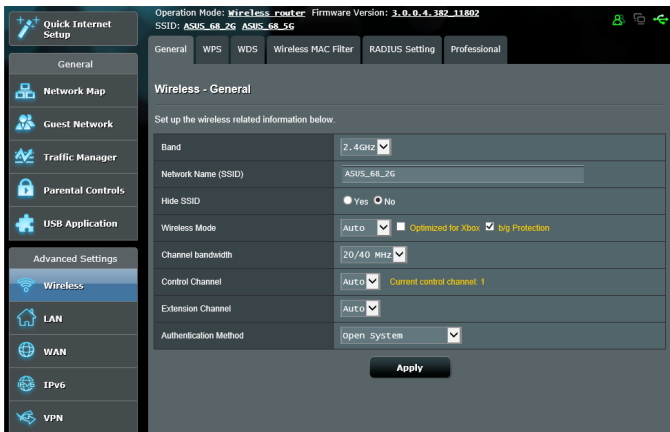 Quick Internet
Setup
Operation Mode: Wireless router Firmware Version: 3.0.0.4.382_11802
SSID: ASUS_68_2G ASUS_68_5G
General
Network Map
Guest Network
Traffic Manager
Parental Controls
USB Application
Advanced Settings
Wireless
LAN
WAN
IPv6
VPN
General WPS WDS Wireless MAC Filter RADIUS Setting Professional
Wireless - General
Set up the wireless related information below.
Band 2.4GHz
Network Name (SSID) ASUS_68_2G
Hide SSID Yes No
Wireless Mode Auto Optimized for Xbox b/g Protection
Channel bandwidth 20/40 MHz
Control Channel Auto Current control channel: 1
Extension Channel Auto
Authentication Method Open System
Apply